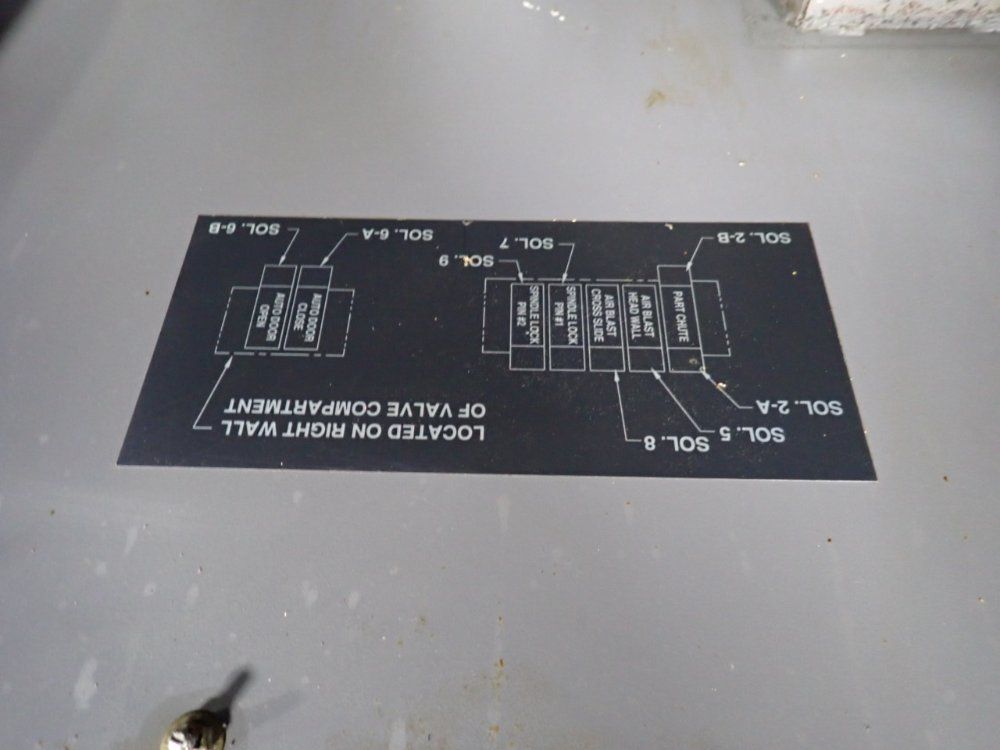 SOL. 2-A
SOL. 5
SOL. 8
PART CHUTE
AIR BLAST
HEAD WALL
AIR BLAST
CROSS SLIDE
SPINDLE LOCK
PIN #1
SPINDLE LOCK
PIN #2
SOL. 2-B
SOL. 7
SOL. 9
LOCATED ON RIGHT WALL
OF VALVE COMPARTMENT
AUTO DOOR
CLOSE
AUTO DOOR
OPEN
SOL. 6-A
SOL. 6-B